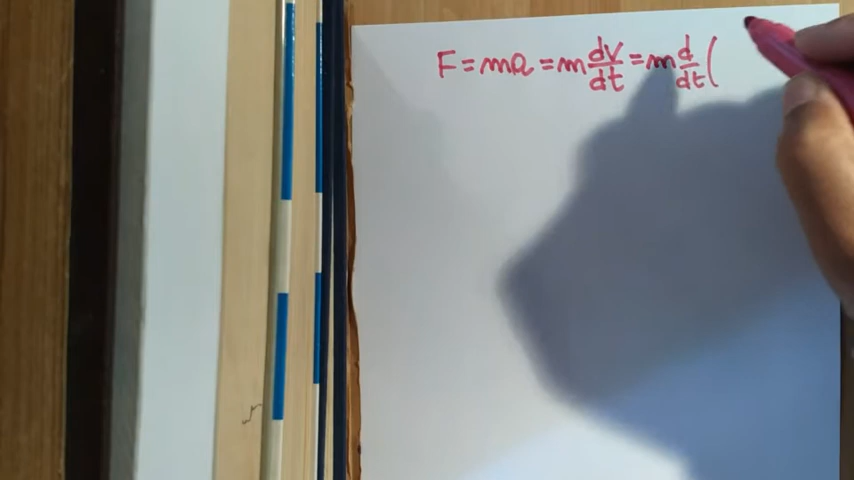 F = ma = m dv/dt = m d/dt (